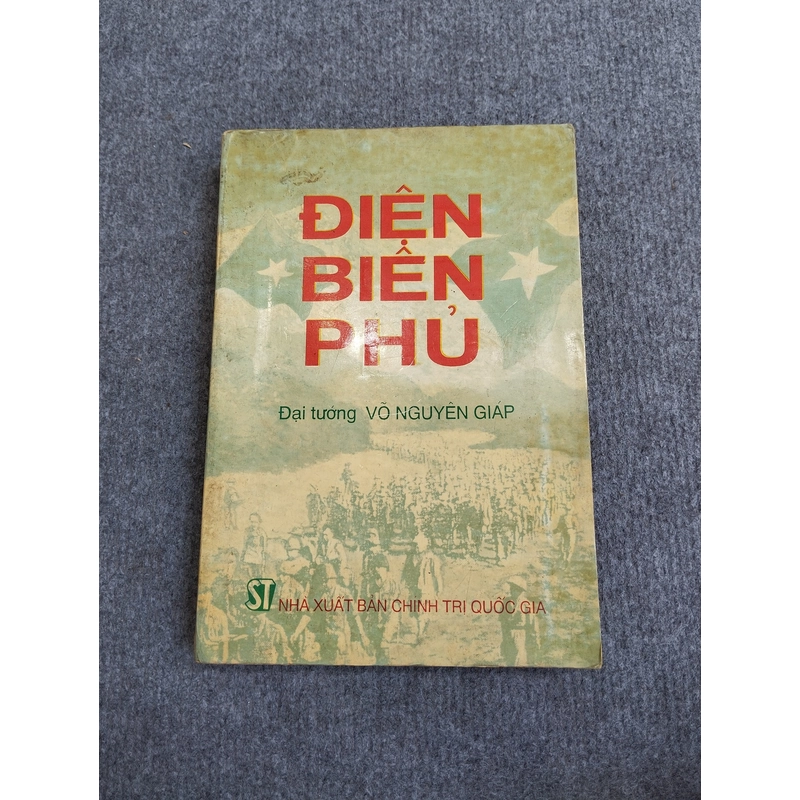 ĐIỆN
BIÊN
PHỦ
Đại tướng VÕ NGUYÊN GIÁP
ST NHÀ XUẤT BẢN CHÍNH TRỊ QUỐC GIA